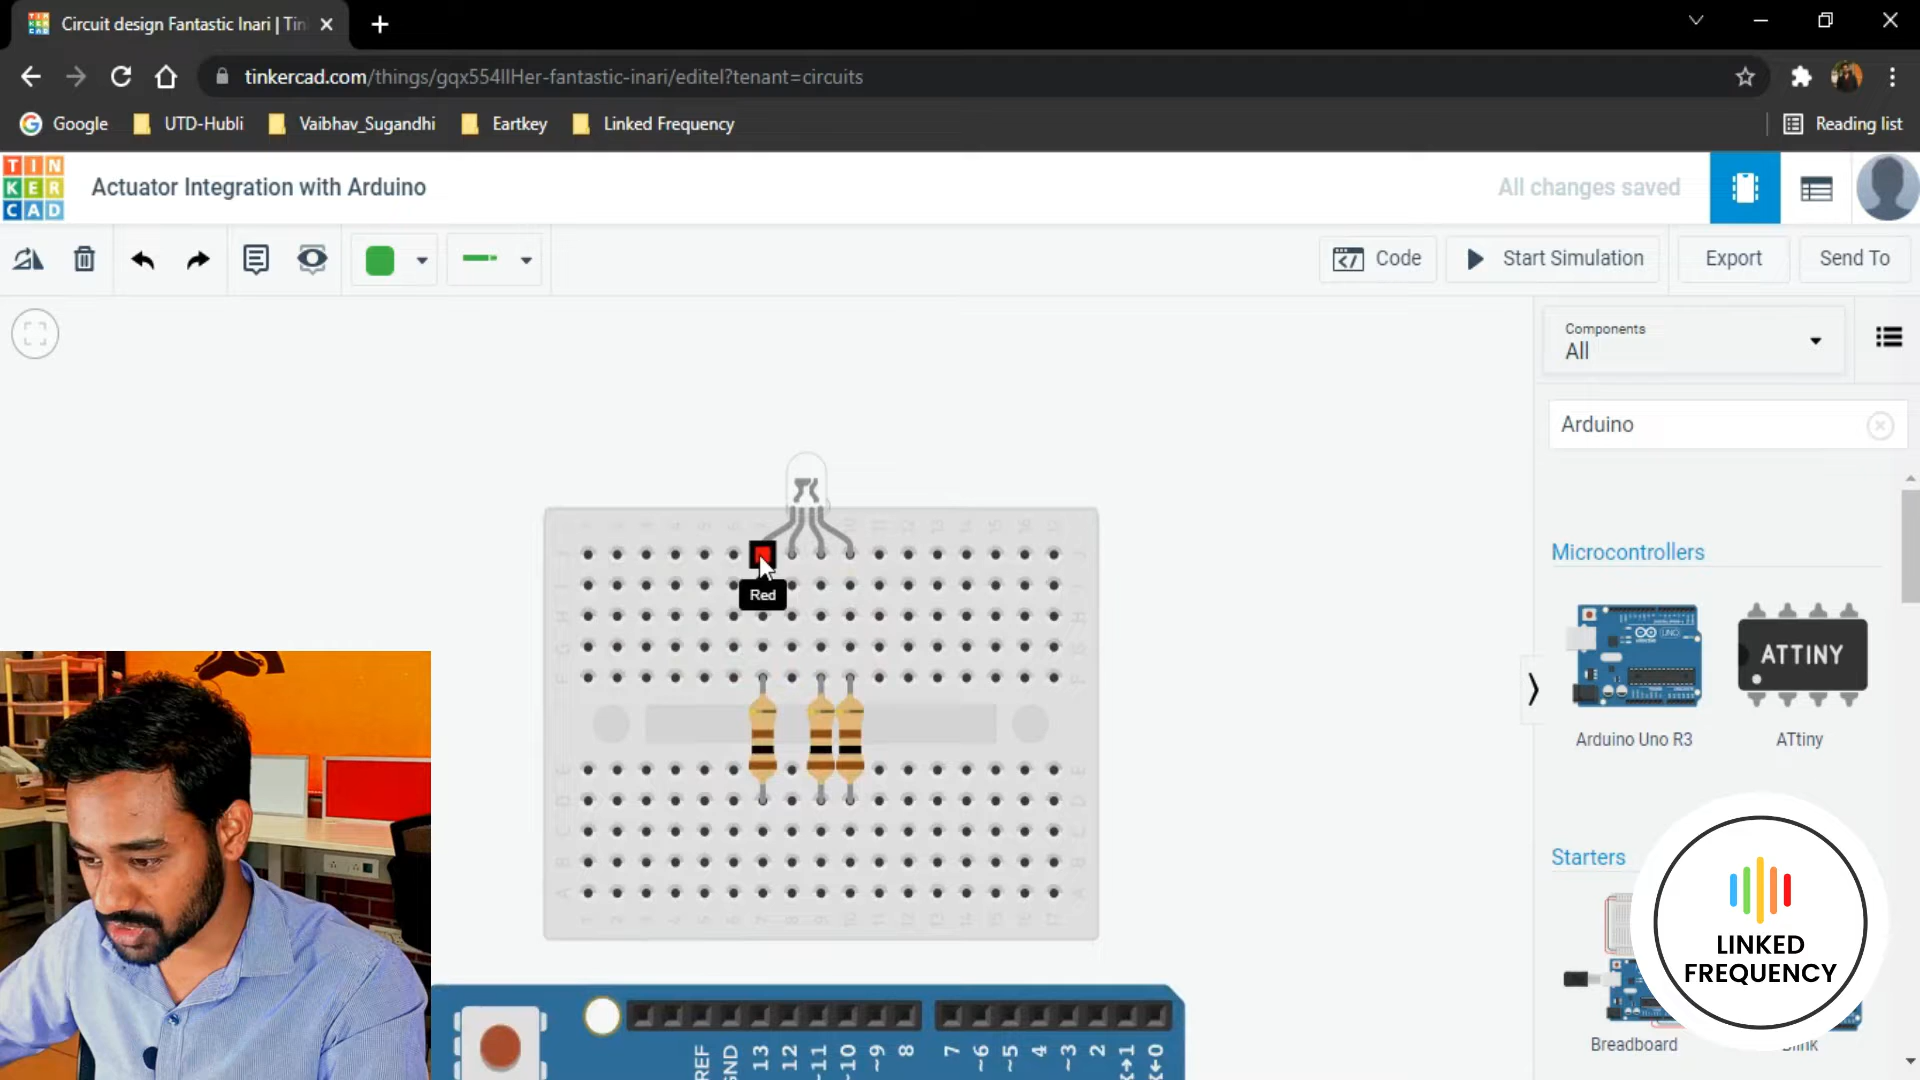 Circuit design Fantastic Inari | Tin
tinkercad.com/things/gqx554lIHer-fantastic-inari/editel?tenant=circuits
Google
UTD-Hubli
Vaibhav_Sugandhi
Eartkey
Linked Frequency
Reading list
TIN
KER
CAD
Actuator Integration with Arduino
All changes saved
Code
Start Simulation
Export
Send To
Components
All
Arduino
Microcontrollers
Arduino Uno R3
ATTINY
ATtiny
Starters
Breadboard
Red
LINKED
FREQUENCY
GND
13
12
~11
~10
~9
8
7
~6
~5
4
~3
2